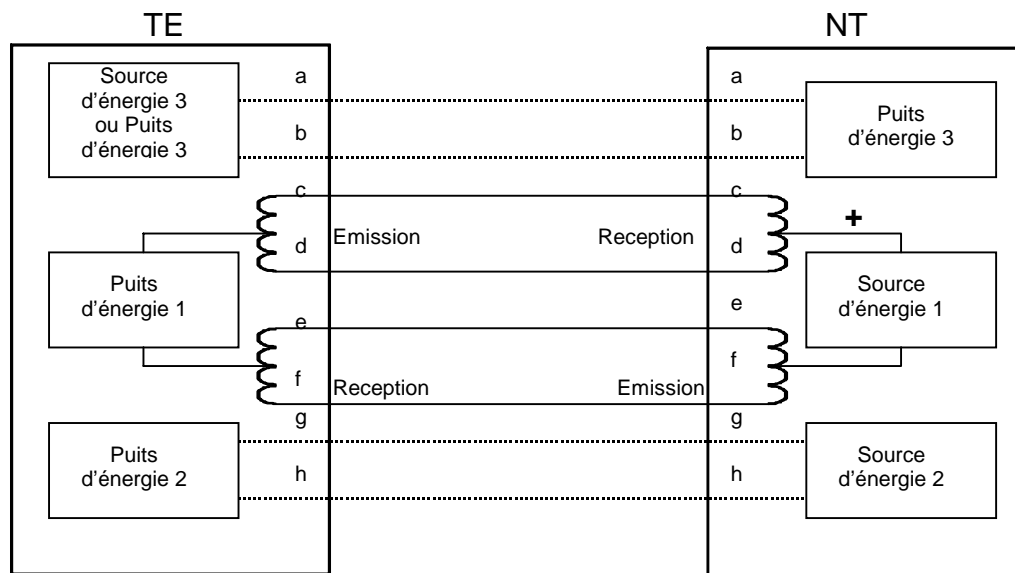 TE
NT
Source
d'énergie 3
ou Puits
d'énergie 3
a
b
c
d
Emission
Puits
d'énergie 1
e
f
Reception
g
Puits
d'énergie 2
h
a
b
Puits
d'énergie 3
c
+
Reception
d
Source
d'énergie 1
e
f
Emission
g
Source
d'énergie 2
h